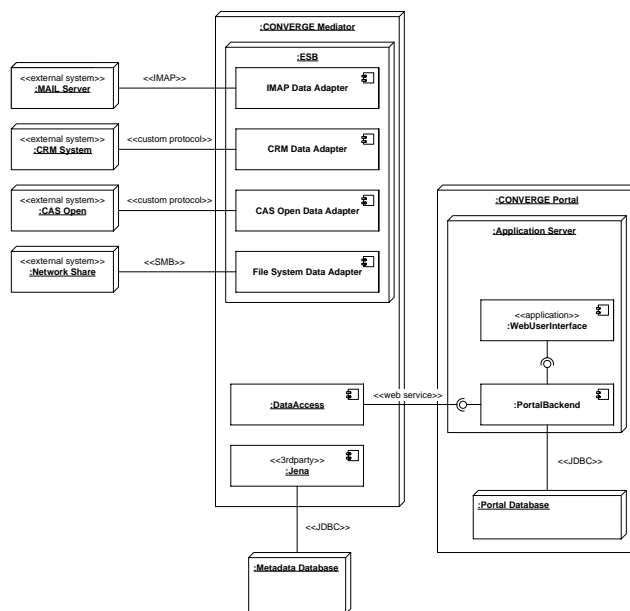 :CONVERGE Mediator
:ESB
<<external system>>
:MAIL Server
<<IMAP>>
IMAP Data Adapter
<<external system>>
:CRM System
<<custom protocol>>
CRM Data Adapter
<<external system>>
:CAS Open
<<custom protocol>>
CAS Open Data Adapter
<<external system>>
:Network Share
<<SMB>>
File System Data Adapter
:CONVERGE Portal
:Application Server
<<application>>
:WebUserInterface
:DataAccess
<<web service>>
:PortalBackend
<<3rdparty>>
:Jena
<<JDBC>>
:Portal Database
<<JDBC>>
:Metadata Database